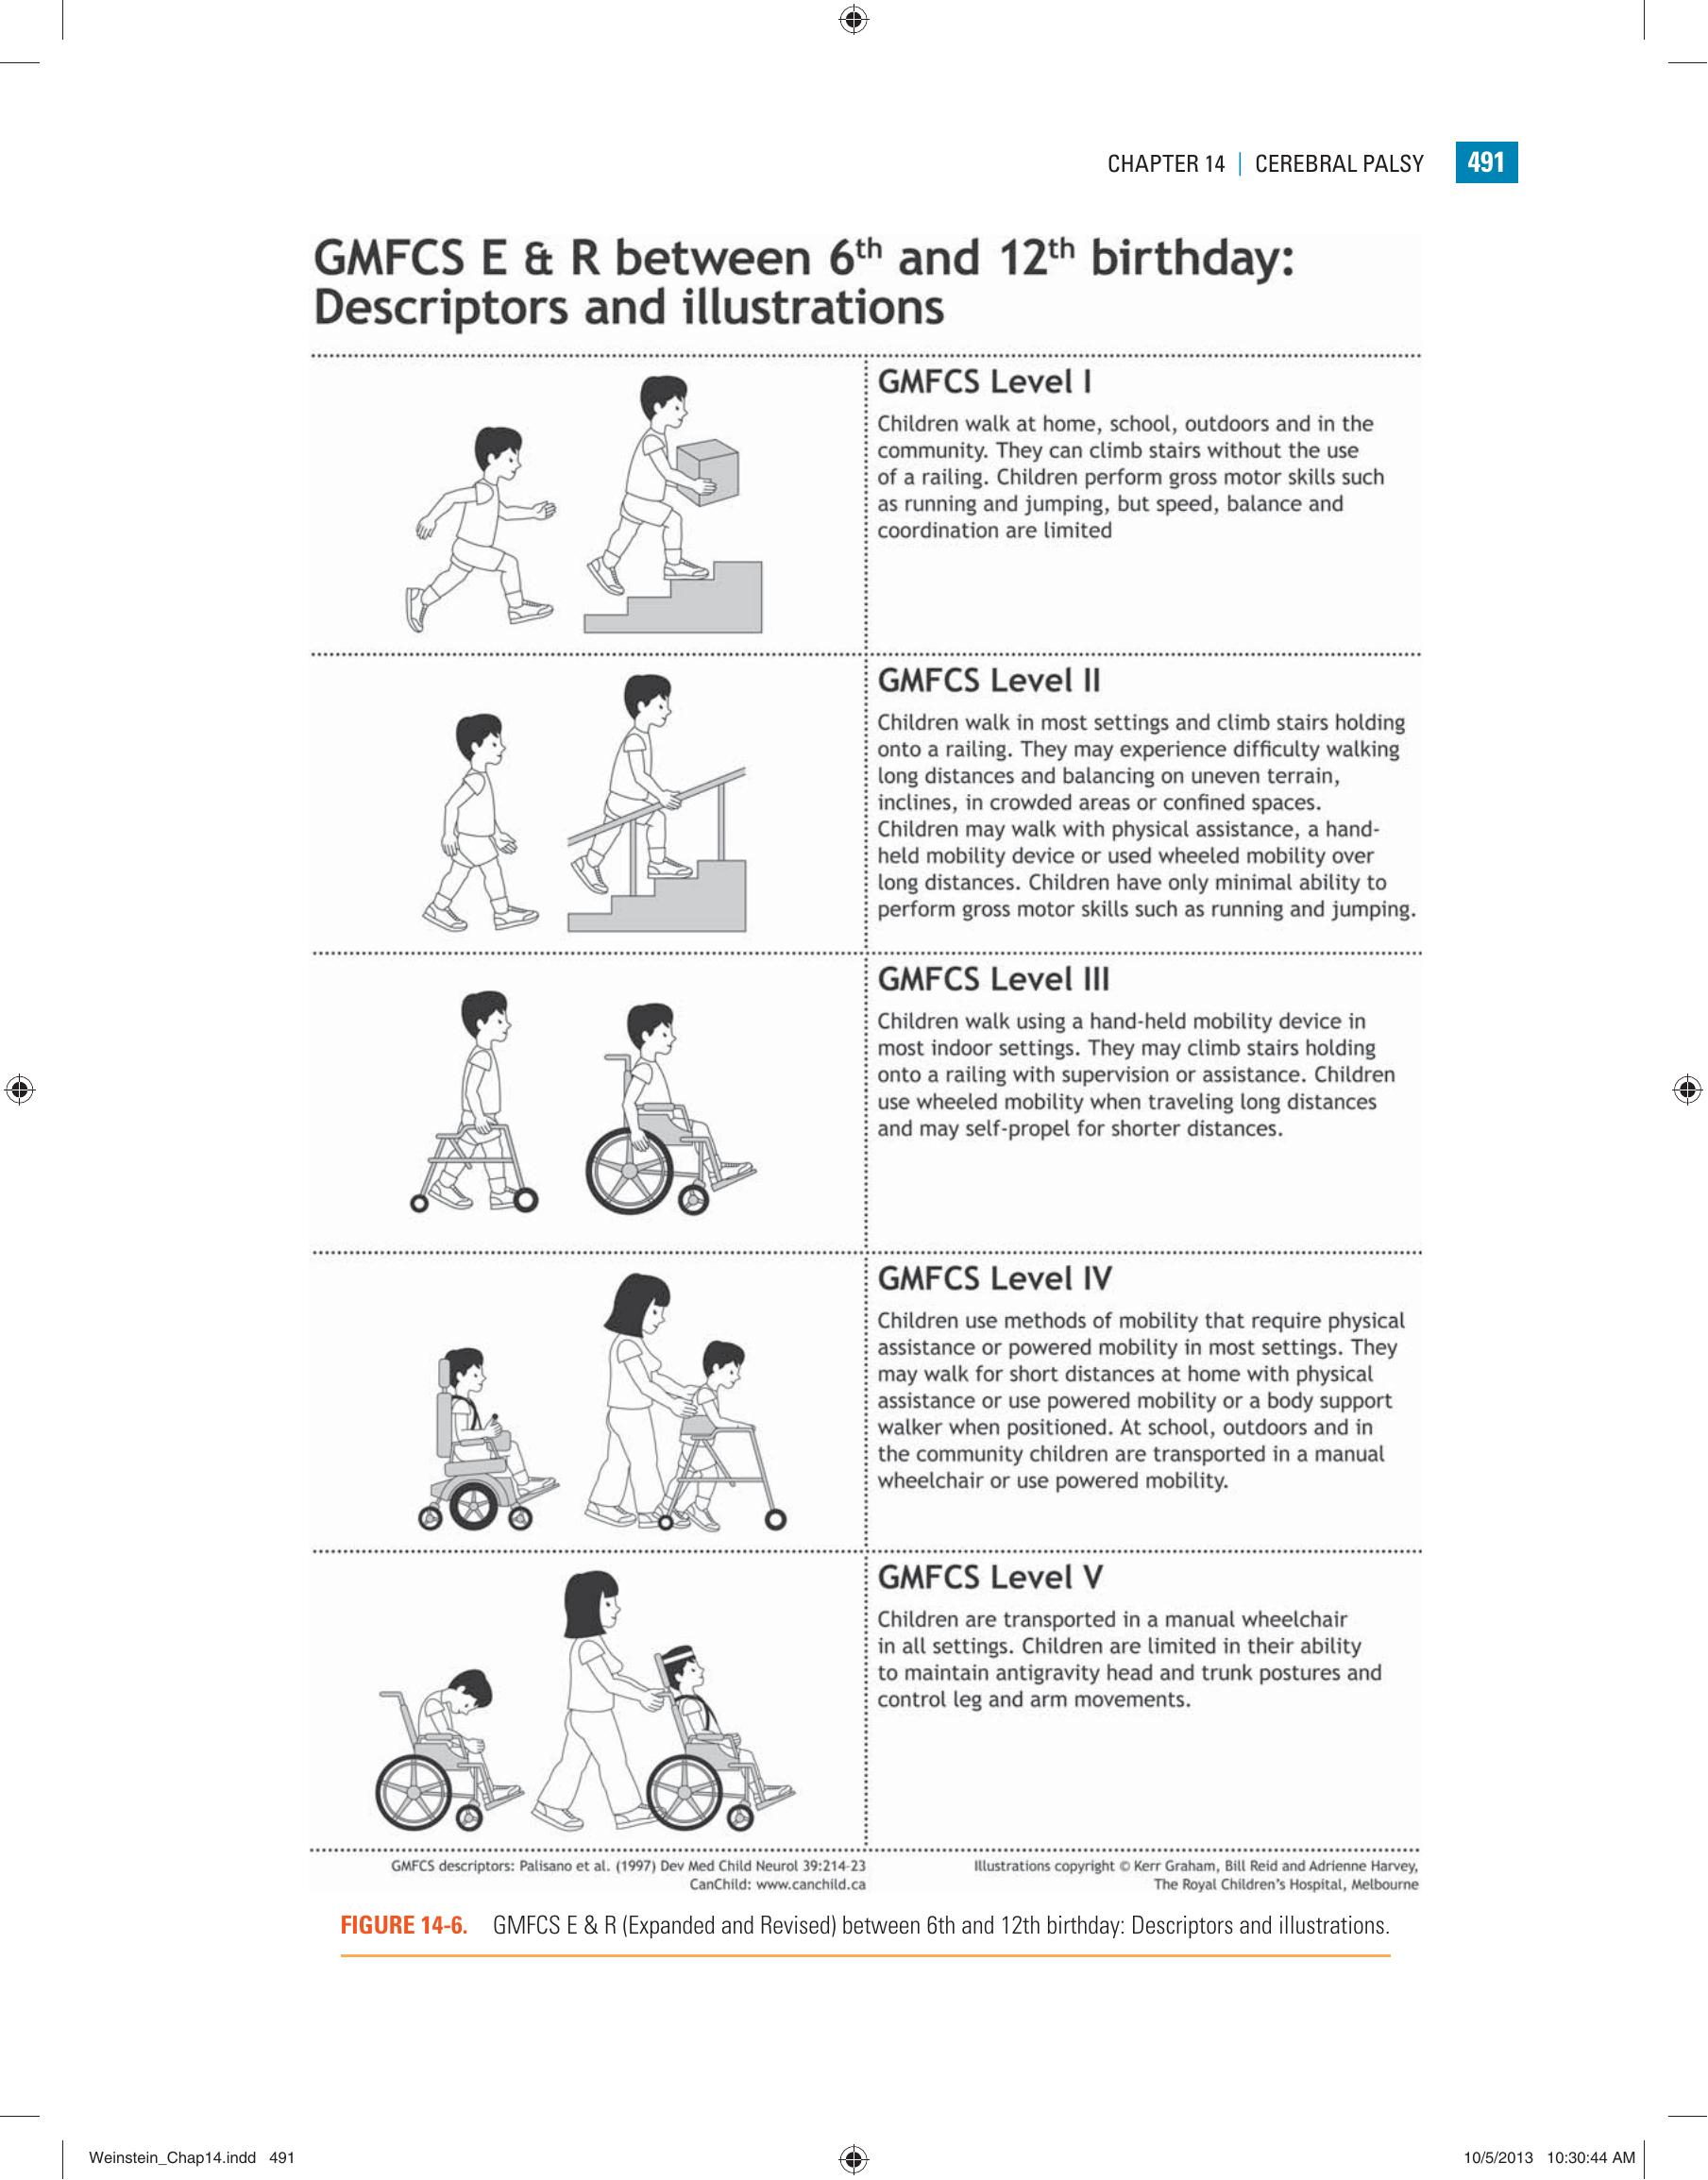 CHAPTER 14 | CEREBRAL PALSY 491
GMFCS E & R between 6th and 12th birthday:
Descriptors and illustrations
GMFCS Level I
Children walk at home, school, outdoors and in the
community. They can climb stairs without the use
of a railing. Children perform gross motor skills such
as running and jumping, but speed, balance and
coordination are limited
GMFCS Level II
Children walk in most settings and climb stairs holding
onto a railing. They may experience difficulty walking
long distances and balancing on uneven terrain,
inclines, in crowded areas or confined spaces.
Children may walk with physical assistance, a hand-
held mobility device or used wheeled mobility over
long distances. Children have only minimal ability to
perform gross motor skills such as running and jumping.
GMFCS Level III
Children walk using a hand-held mobility device in
most indoor settings. They may climb stairs holding
onto a railing with supervision or assistance. Children
use wheeled mobility when traveling long distances
and may self-propel for shorter distances.
GMFCS Level IV
Children use methods of mobility that require physical
assistance or powered mobility in most settings. They
may walk for short distances at home with physical
assistance or use powered mobility or a body support
walker when positioned. At school, outdoors and in
the community children are transported in a manual
wheelchair or use powered mobility.
GMFCS Level V
Children are transported in a manual wheelchair
in all settings. Children are limited in their ability
to maintain antigravity head and trunk postures and
control leg and arm movements.
GMFCS descriptors: Palisano et al. (1997) Dev Med Child Neurol 39:214-23
CanChild: www.canchild.ca
Illustrations copyright © Kerr Graham, Bill Reid and Adrienne Harvey,
The Royal Children's Hospital, Melbourne
FIGURE 14-6. GMFCS E & R (Expanded and Revised) between 6th and 12th birthday: Descriptors and illustrations.
Weinstein_Chap14.indd 491
10/5/2013 10:30:44 AM